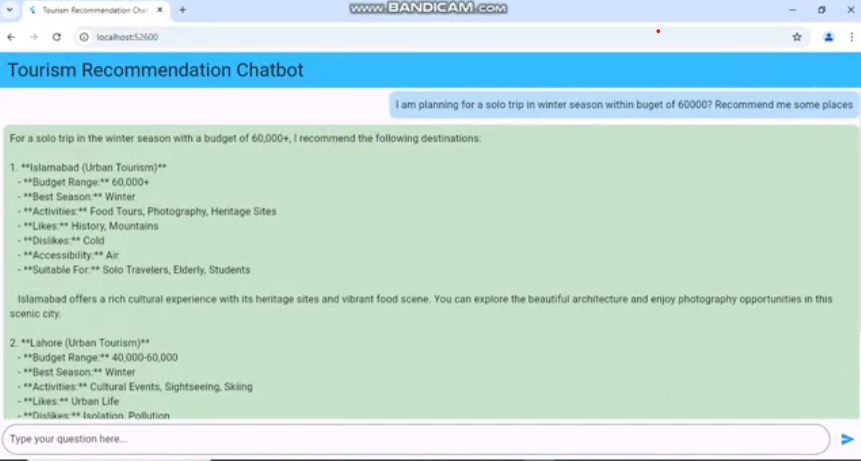 www.BANDICAM.com
Tourism Recommendation Cha
localhost:52600
Tourism Recommendation Chatbot
I am planning for a solo trip in winter season within buget of 60000? Recommend me some places
For a solo trip in the winter season with a budget of 60,000+, I recommend the following destinations:
1. **Islamabad (Urban Tourism)**
- **Budget Range:** 60,000+
- **Best Season:** Winter
- **Activities:** Food Tours, Photography, Heritage Sites
- **Likes:** History, Mountains
- **Dislikes:** Cold
- **Accessibility:** Air
- **Suitable For:** Solo Travelers, Elderly, Students
Islamabad offers a rich cultural experience with its heritage sites and vibrant food scene. You can explore the beautiful architecture and enjoy photography opportunities in this
scenic city.
2. **Lahore (Urban Tourism)**
- **Budget Range:** 40,000-60,000
- **Best Season:** Winter
- **Activities:** Cultural Events, Sightseeing, Skiing
- **Likes:** Urban Life
- **Dislikes:** Isolation, Pollution
Type your question here...